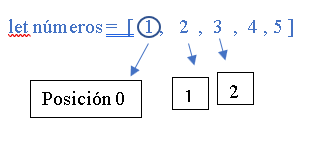 let números = [ 1, 2 , 3 , 4 , 5 ]
Posición 0
1
2